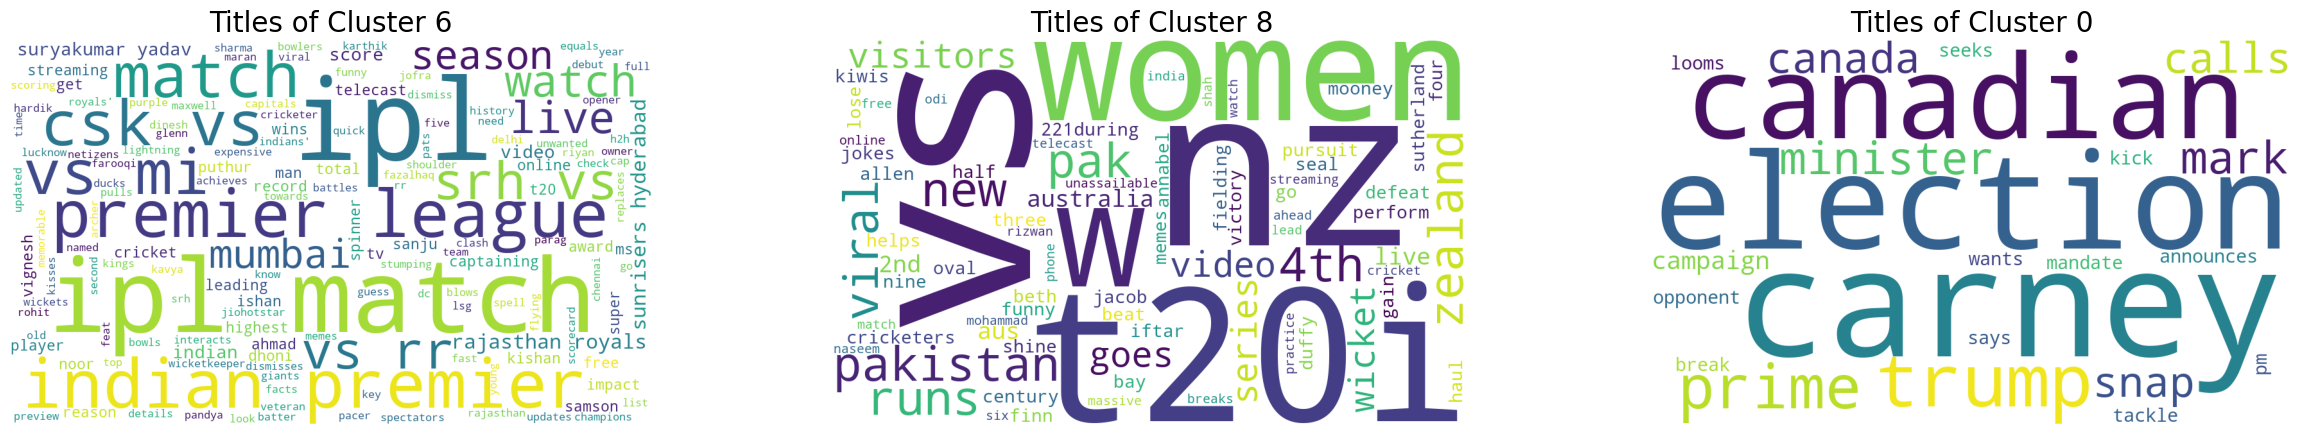 Titles of Cluster 6
suryakumar yadav
sharma
bowlers
karthik
equals
maran
viral
score
season
year
streaming
match
funny
jofra
debut
full
scoring
get
telecast
dismiss
watch
hardik
royals'
purple
maxwell
capitals
ipl
history
opener
time
csk vs
cricketer
five
need
live
dinesh
glenn
wins
quick
pats
indians'
delhi
h2h
lucknow
netizens
lightning
expensive
video
unwanted
owner
farooqi
puthur
total
shoulder
online
riyan
check
cap
updated
vs mi
ducks
man
fazalhaq
rr
srh vs
pulls
achieves
record
battles
t20
towards
replaces
sunrisers hyderabad
archer
memorable
premier league
spinner
named
mumbai
sanju
clash
parag
award
ms
vignesh
kisses
second
cricket
tv
team
stumping
captaining
go
kings
kavya
know
leading
guess
dc
blows
spell
flying
chennai
wickets
srh
ishan
lsg
super
rohit
ipl match
jiohotstar
highest
old
feat
bowls
interacts
memes
player
indian
ahmad
vs rr
rajasthan royals
scorecard
noor
top
wicketkeeper
dhoni
dismisses
fast
kishan
free
giants
young
indian premier
facts
impact
key
preview
reason
details
pandya
look
veteran
batter
pacer
spectators
rajasthan
samson
updates
list
champions
Titles of Cluster 8
visitors
women
kiwis
india
shah
watch
mooney
four
lose
free
odi
vs
sutherland
online
221during
telecast
jokes
half
pak
annabel
fielding
victory
pursuit
seal
streaming
allen
new
unassailable
nz
go
defeat
viral
australia
w
ahead
perform
three
rizwan
memes
lead
zealand
helps
2nd
oval
phone
video
4th
live
cricket
nine
beth
jacob
series
gain
funny
mohammad
beat
wicket
match
cricketers
aus
iftar
t20i
practice
duffy
naseem
shine
goes
pakistan
bay
haul
runs
century
massive
breaks
six
finn
Titles of Cluster 0
looms
canada
seeks
calls
canadian
minister
kick
mark
election
campaign
wants
mandate
announces
opponent
carney
says
break
pm
prime
trump
snap
tackle